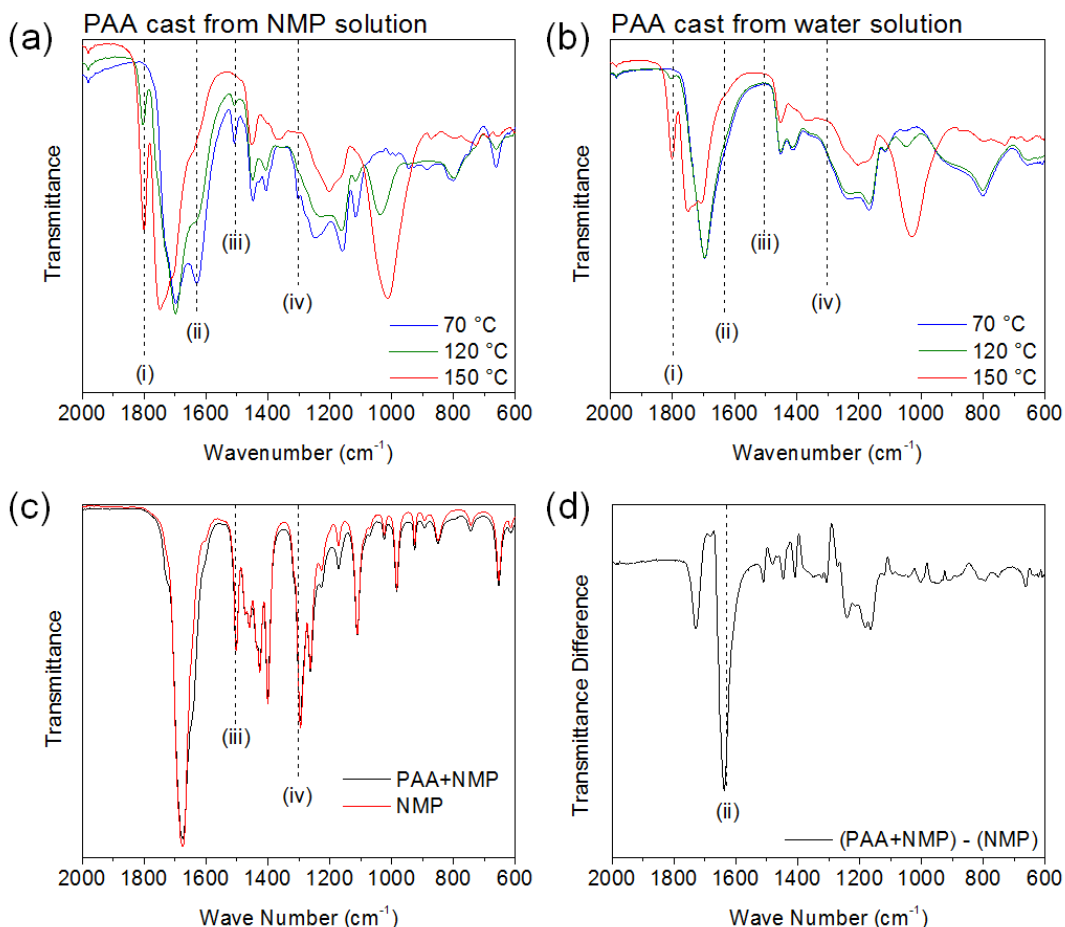 (a) PAA cast from NMP solution
Transmittance
(i)
(ii)
(iii)
(iv)
70 °C
120 °C
150 °C
2000 1800 1600 1400 1200 1000 800 600
Wavenumber (cm-1)
(b) PAA cast from water solution
Transmittance
(i)
(ii)
(iii)
(iv)
70 °C
120 °C
150 °C
2000 1800 1600 1400 1200 1000 800 600
Wavenumber (cm-1)
(c)
Transmittance
(iii)
(iv)
PAA+NMP
NMP
2000 1800 1600 1400 1200 1000 800 600
Wave Number (cm-1)
(d)
Transmittance Difference
(ii)
(PAA+NMP) - (NMP)
2000 1800 1600 1400 1200 1000 800 600
Wave Number (cm-1)